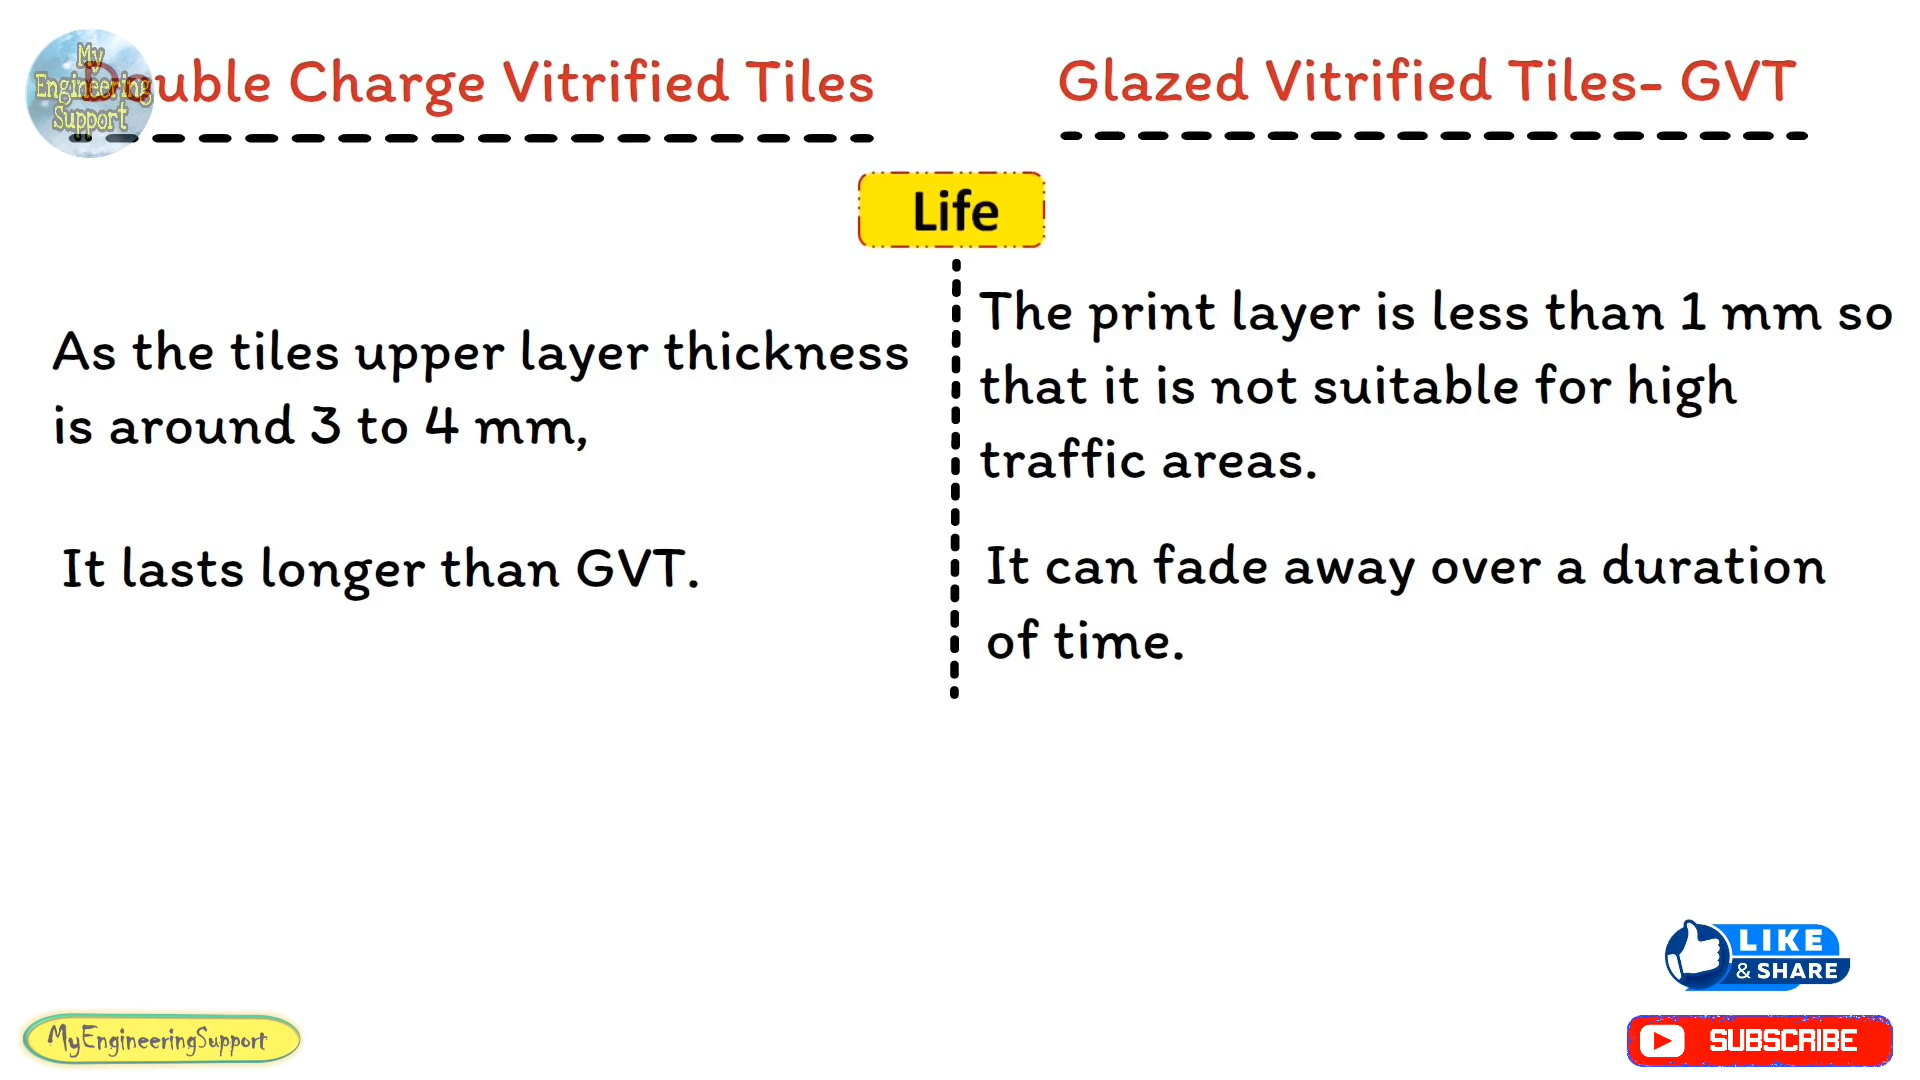 My
Engineering
Support
Double Charge Vitrified Tiles
Glazed Vitrified Tiles- GVT
Life
As the tiles upper layer thickness
is around 3 to 4 mm,
It lasts longer than GVT.
The print layer is less than 1 mm so
that it is not suitable for high
traffic areas.
It can fade away over a duration
of time.
LIKE
& SHARE
MyEngineeringSupport
SUBSCRIBE